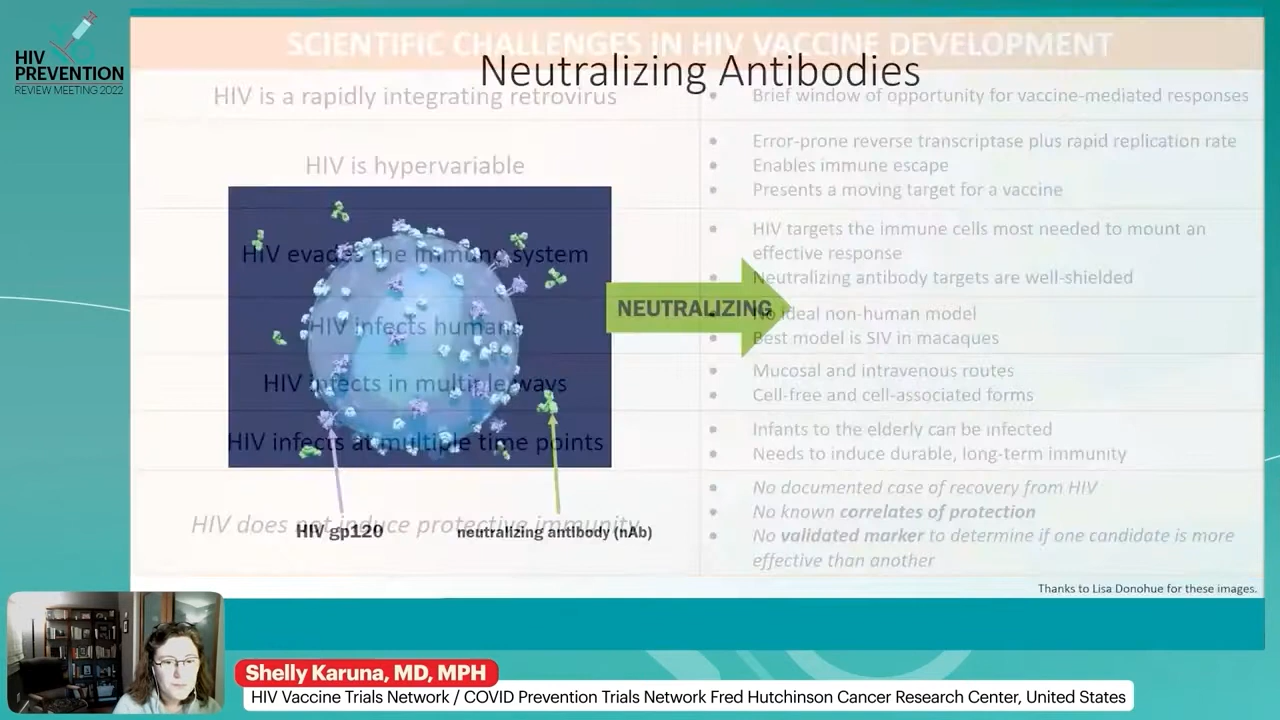 HIV
PREVENTION
REVIEW MEETING 2022
SCIENTIFIC CHALLENGES IN HIV VACCINE DEVELOPMENT
Neutralizing Antibodies
HIV is a rapidly integrating retrovirus
• Brief window of opportunity for vaccine-mediated responses
HIV is hypervariable
• Error-prone reverse transcriptase plus rapid replication rate
• Enables immune escape
• Presents a moving target for a vaccine
HIV evades the immune system
• HIV targets the immune cells most needed to mount an
effective response
• Neutralizing antibody targets are well-shielded
NEUTRALIZING
HIV infects humans
• No ideal non-human model
• Best model is SIV in macaques
HIV infects in multiple ways
• Mucosal and intravenous routes
• Cell-free and cell-associated forms
HIV infects at multiple time points
• Infants to the elderly can be infected
• Needs to induce durable, long-term immunity
HIV does not induce protective immunity
• No documented case of recovery from HIV
• No known correlates of protection
• No validated marker to determine if one candidate is more
effective than another
HIV gp120
neutralizing antibody (nAb)
Thanks to Lisa Donohue for these images.
Shelly Karuna, MD, MPH
HIV Vaccine Trials Network / COVID Prevention Trials Network Fred Hutchinson Cancer Research Center, United States